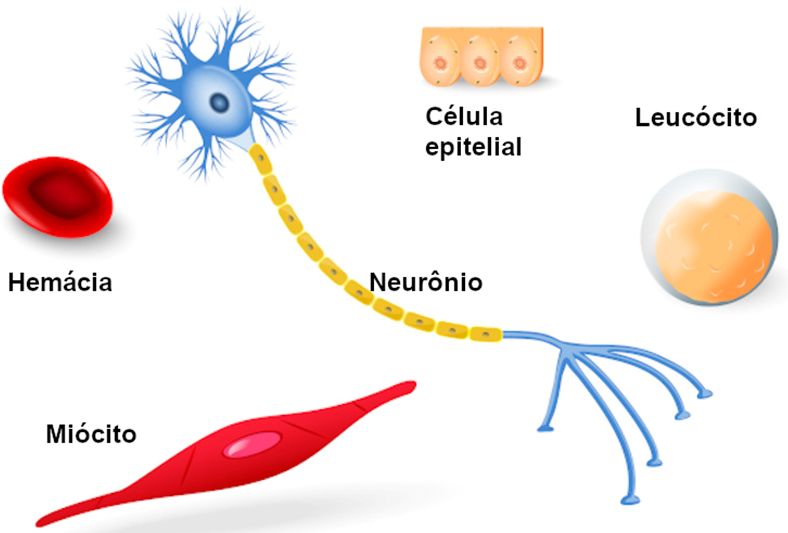 Célula
epitelial
Leucócito
Hemácia
Neurônio
Miócito